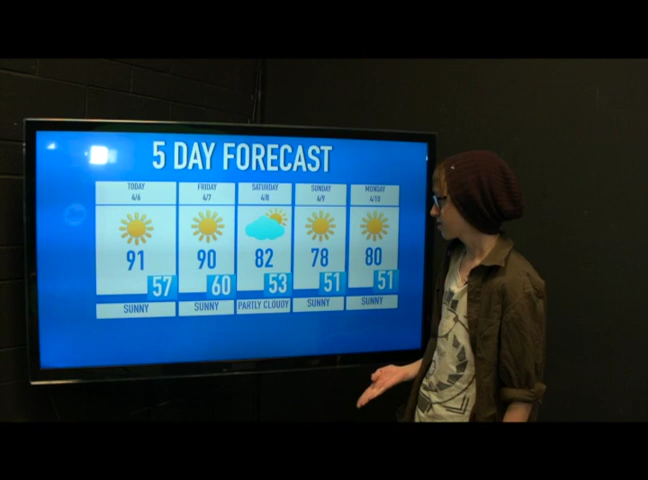 5 DAY FORECAST
TODAY FRIDAY SATURDAY SUNDAY MONDAY
4/6 4/7 4/8 4/9 4/10
91 90 82 78 80
57 60 53 51 51
SUNNY SUNNY PARTLY CLOUDY SUNNY SUNNY